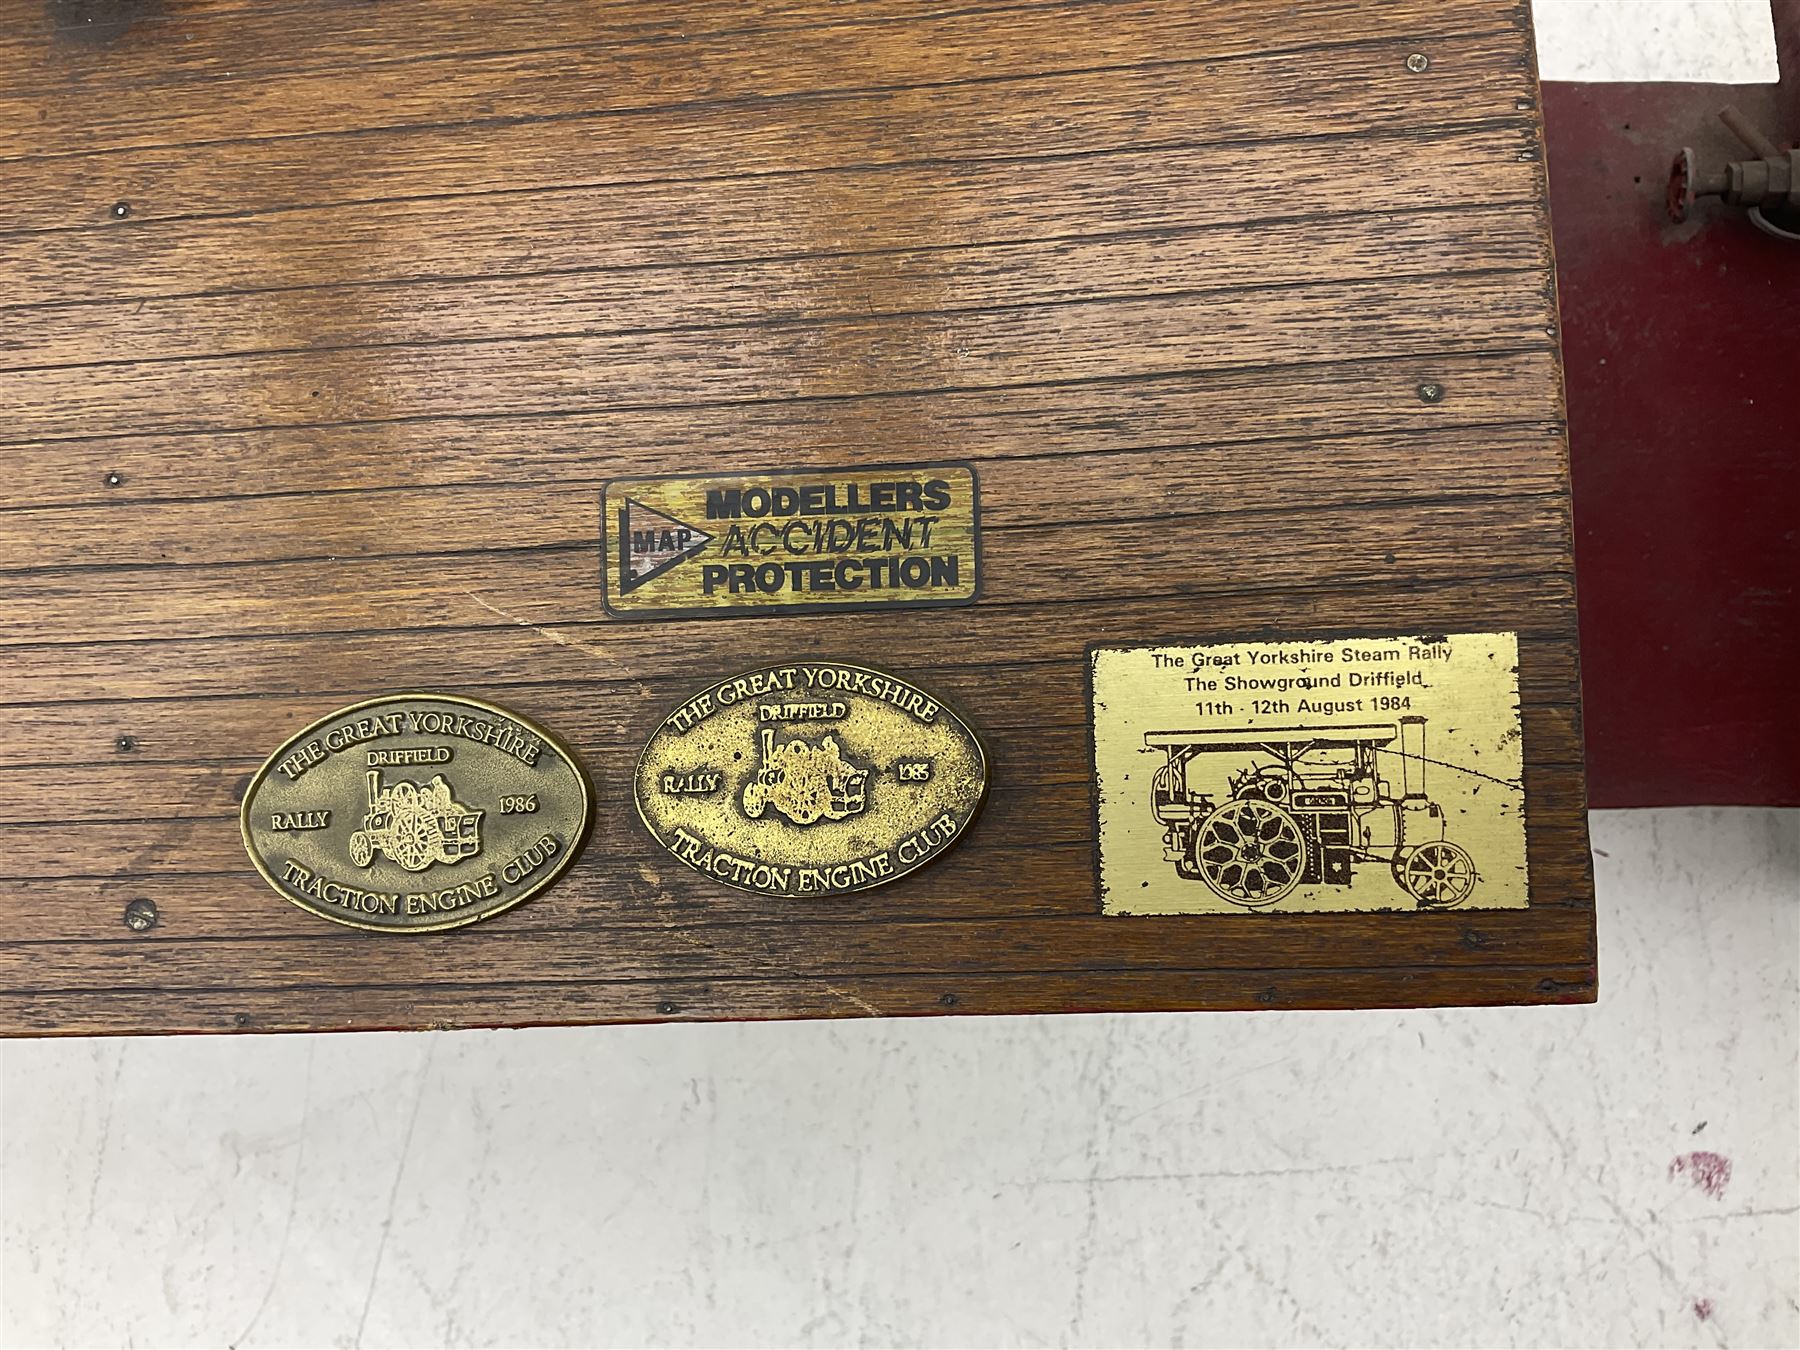 MAP
MODELLERS
ACCIDENT
PROTECTION
THE GREAT YORKSHIRE
DRIFFIELD
RALLY 1986
TRACTION ENGINE CLUB
THE GREAT YORKSHIRE
DRIFFIELD
RALLY 1985
TRACTION ENGINE CLUB
The Great Yorkshire Steam Rally
The Showground Driffield
11th - 12th August 1984